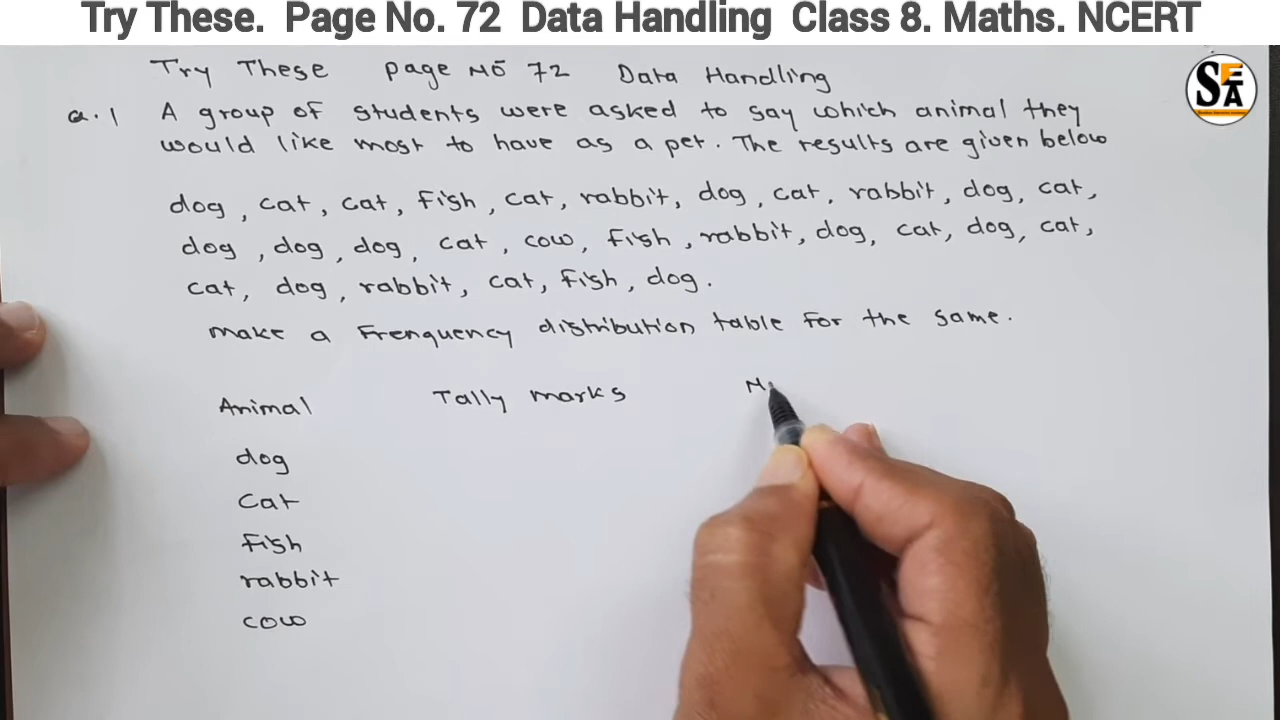 Try These. Page No. 72 Data Handling Class 8. Maths. NCERT
Try These Page No 72 Data Handling
Q.1 A group of students were asked to say which animal they
would like most to have as a pet. The results are given below
dog, cat, cat, fish, cat, rabbit, dog, cat, rabbit, dog, cat,
dog, dog, dog, cat, cow, fish, rabbit, dog, cat, dog, cat,
cat, dog, rabbit, cat, fish, dog.
make a Frenquency distribution table for the same.
Animal Tally marks
dog
cat
fish
rabbit
cow